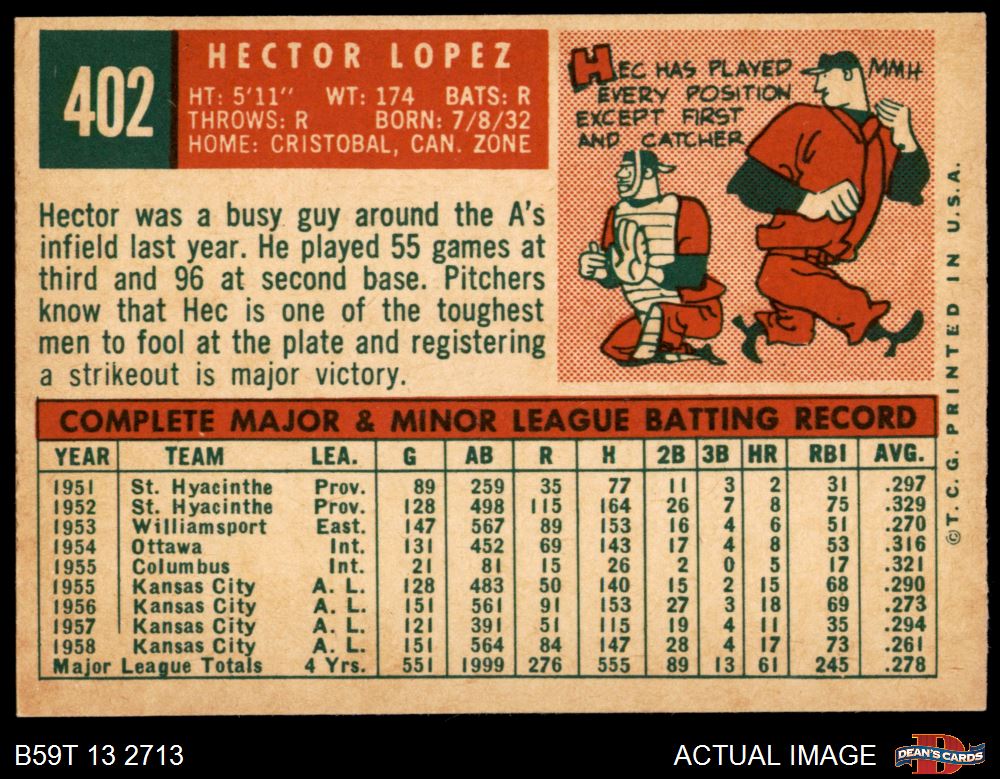 402
HECTOR LOPEZ
HT: 5'11" WT: 174 BATS: R
THROWS: R BORN: 7/8/32
HOME: CRISTOBAL, CAN. ZONE
HEC HAS PLAYED
EVERY POSITION
EXCEPT FIRST
AND CATCHER
MMH
Hector was a busy guy around the A's
infield last year. He played 55 games at
third and 96 at second base. Pitchers
know that Hec is one of the toughest
men to fool at the plate and registering
a strikeout is major victory.
©T. C. G. PRINTED IN U.S.A.
COMPLETE MAJOR & MINOR LEAGUE BATTING RECORD
YEAR TEAM LEA. G AB R H 2B 3B HR RBI AVG.
1951 St. Hyacinthe Prov. 89 259 35 77 11 3 2 31 .297
1952 St. Hyacinthe Prov. 128 498 115 164 26 7 8 75 .329
1953 Williamsport East. 147 567 89 153 16 4 6 51 .270
1954 Ottawa Int. 131 452 69 143 17 4 8 53 .316
1955 Columbus Int. 21 81 15 26 2 0 5 17 .321
1955 Kansas City A. L. 128 483 50 140 15 2 15 68 .290
1956 Kansas City A. L. 151 561 91 153 27 3 18 69 .273
1957 Kansas City A. L. 121 391 51 115 19 4 11 35 .294
1958 Kansas City A. L. 151 564 84 147 28 4 17 73 .261
Major League Totals 4 Yrs. 551 1999 276 555 89 13 61 245 .278
B59T 13 2713
ACTUAL IMAGE
DEAN'S CARDS